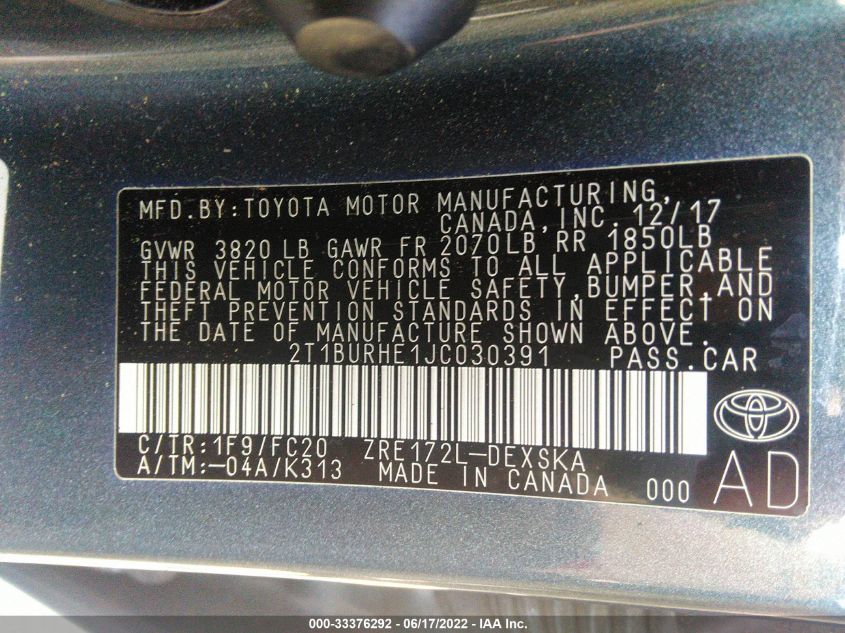 MFD.BY:TOYOTA MOTOR MANUFACTURING,
CANADA,INC. 12/17
GVWR 3820 LB GAWR FR 2070LB RR 1850LB
THIS VEHICLE CONFORMS TO ALL APPLICABLE
FEDERAL MOTOR VEHICLE SAFETY,BUMPER,AND
THEFT PREVENTION STANDARDS IN EFFECT ON
THE DATE OF MANUFACTURE SHOWN ABOVE.
2T1BURHE1JC030391 PASS.CAR
C/TR:1F9/FC20 ZRE172L-DEXSKA
A/TM:-04A/K313 MADE IN CANADA 000 AD
000-33376292 - 06/17/2022 - IAA Inc.